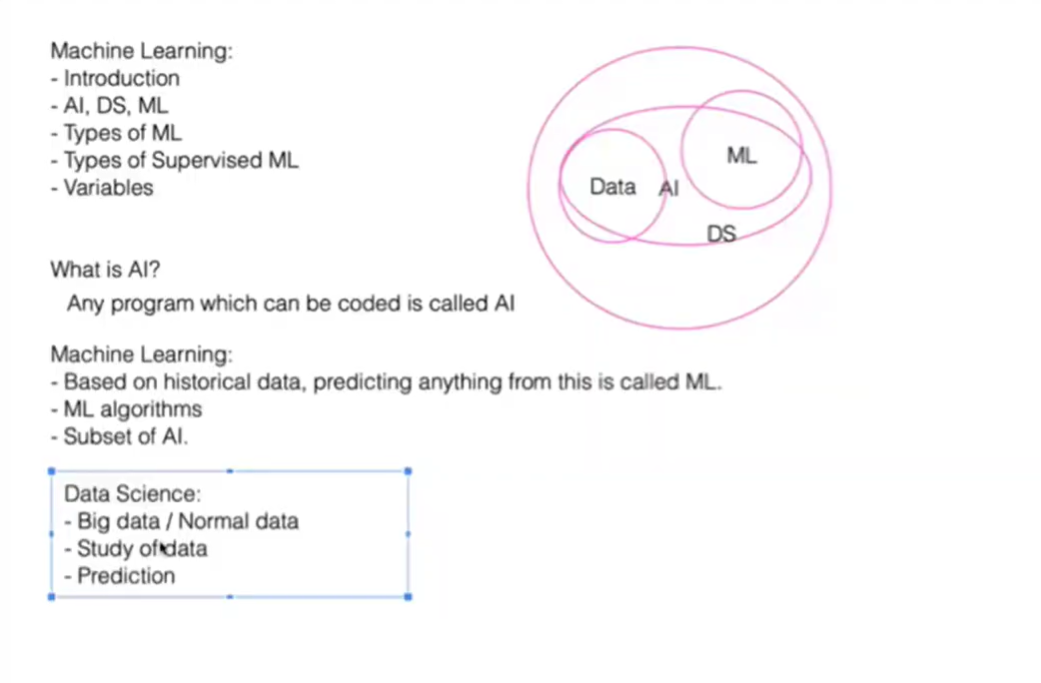 Machine Learning:
- Introduction
- AI, DS, ML
- Types of ML
- Types of Supervised ML
- Variables
ML
Data
AI
DS
What is AI?
Any program which can be coded is called AI
Machine Learning:
- Based on historical data, predicting anything from this is called ML.
- ML algorithms
- Subset of AI.
Data Science:
- Big data / Normal data
- Study of data
- Prediction